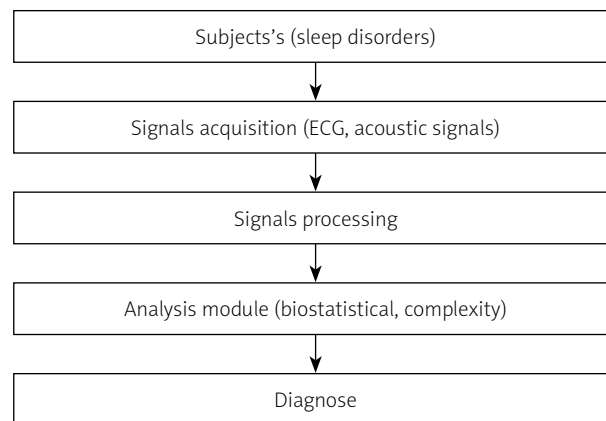 Subjects's (sleep disorders)
Signals acquisition (ECG, acoustic signals)
Signals processing
Analysis module (biostatistical, complexity)
Diagnose